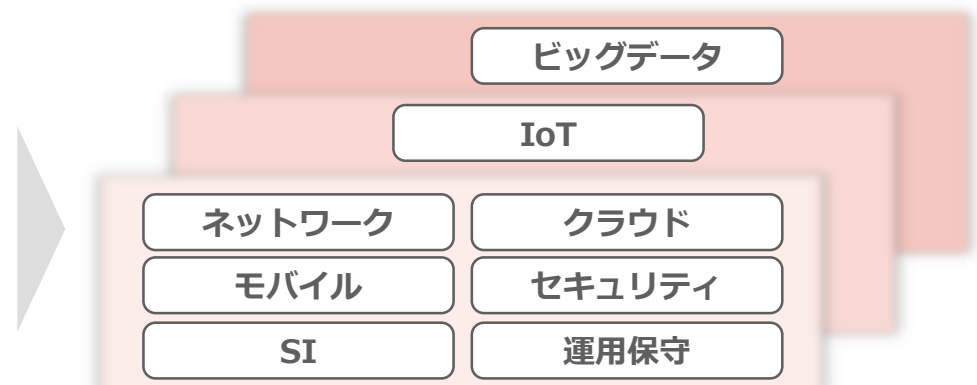 ビッグデータ
IoT
ネットワーク
クラウド
モバイル
セキュリティ
SI
運用保守